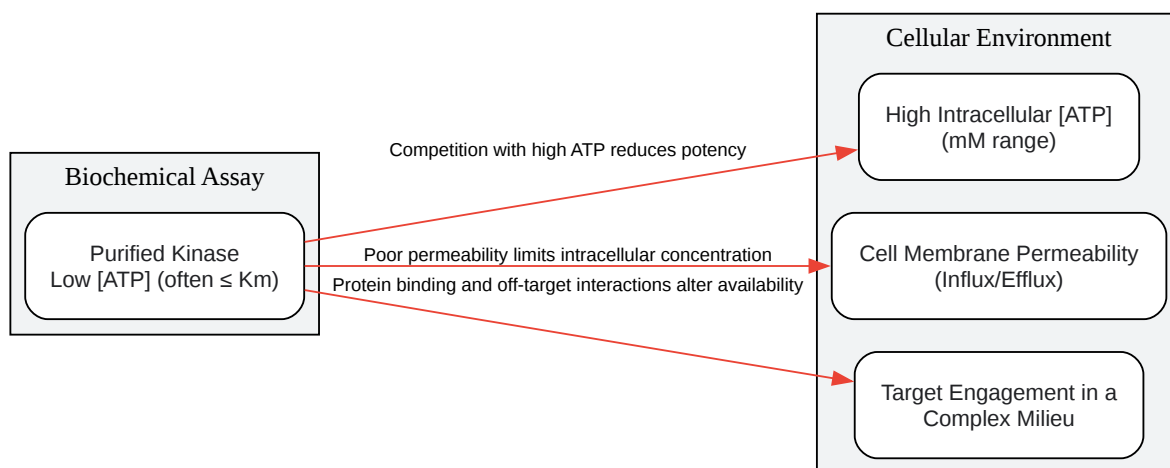 Biochemical Assay
Purified Kinase
Low [ATP] (often ≤ Km)
Competition with high ATP reduces potency
Poor permeability limits intracellular concentration
Protein binding and off-target interactions alter availability
Cellular Environment
High Intracellular [ATP]
(mM range)
Cell Membrane Permeability
(Influx/Efflux)
Target Engagement in a
Complex Milieu